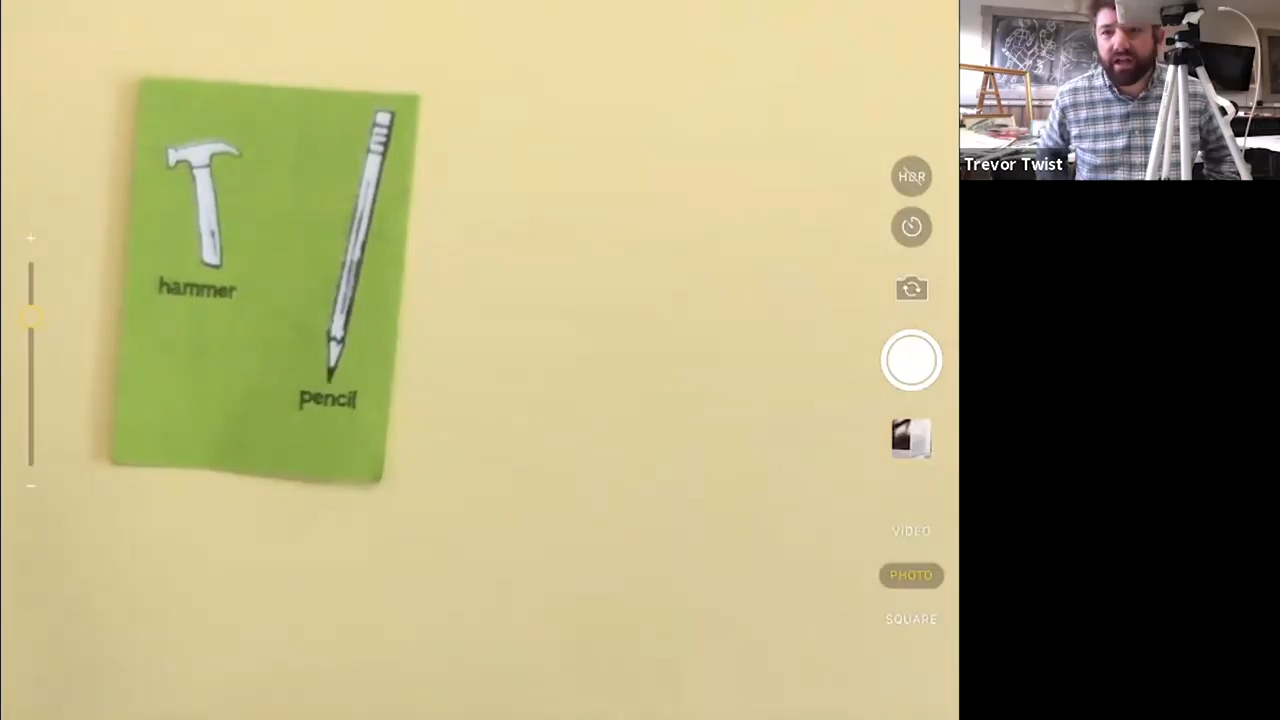 hammer
pencil
HDR
VIDEO
PHOTO
SQUARE
Trevor Twist